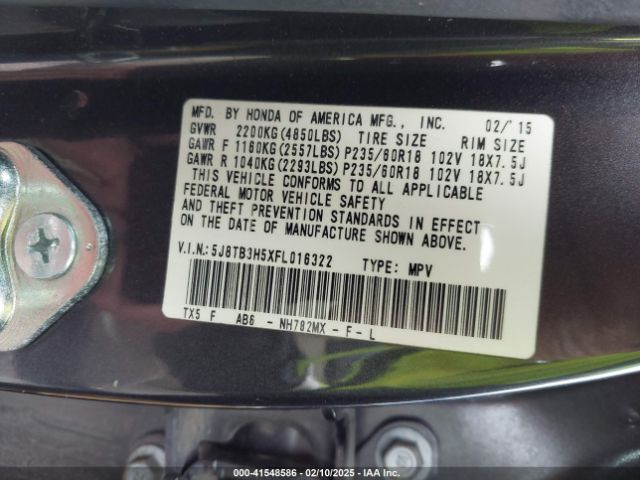 MFD. BY HONDA OF AMERICA MFG., INC. 02/'15
GVWR 2200KG(4850LBS) TIRE SIZE RIM SIZE
GAWR F 1160KG(2557LBS) P235/60R18 102V 18X7.5J
GAWR R 1040KG(2293LBS) P235/60R18 102V 18X7.5J
THIS VEHICLE CONFORMS TO ALL APPLICABLE
FEDERAL MOTOR VEHICLE SAFETY
AND THEFT PREVENTION STANDARDS IN EFFECT
ON THE DATE OF MANUFACTURE SHOWN ABOVE.
V.I.N: 5J8TB3H5XFL016322 TYPE: MPV
TX5 F AB6 - NH782MX - F - L
000-41548586 - 02/10/2025 - IAA Inc.